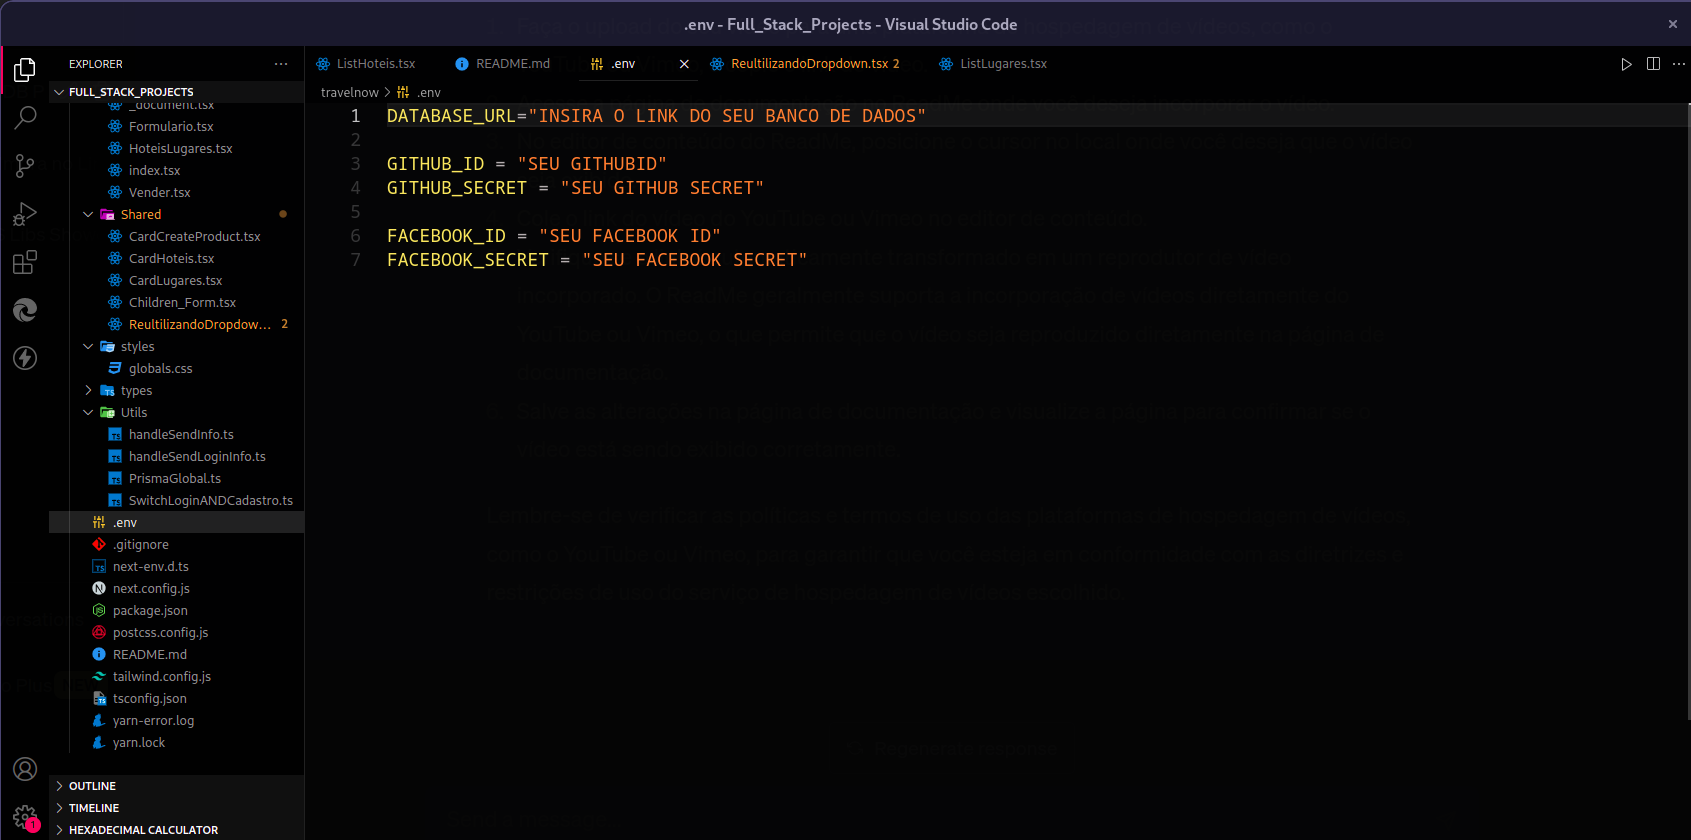 .env - Full_Stack_Projects - Visual Studio Code
EXPLORER
ListHoteis.tsx
README.md
.env
ReultilizandoDropdown.tsx 2
ListLugares.tsx
FULL_STACK_PROJECTS
_document.tsx
Formulario.tsx
HoteisLugares.tsx
index.tsx
Vender.tsx
Shared
CardCreateProduct.tsx
CardHoteis.tsx
CardLugares.tsx
Children_Form.tsx
ReultilizandoDropdow... 2
styles
globals.css
types
Utils
handleSendInfo.ts
handleSendLoginInfo.ts
PrismaGlobal.ts
SwitchLoginANDCadastro.ts
.env
.gitignore
next-env.d.ts
next.config.js
package.json
postcss.config.js
README.md
tailwind.config.js
tsconfig.json
yarn-error.log
yarn.lock
OUTLINE
TIMELINE
HEXADECIMAL CALCULATOR
1
travelnow > .env
1 DATABASE_URL="INSIRA O LINK DO SEU BANCO DE DADOS"
2
3 GITHUB_ID = "SEU GITHUBID"
4 GITHUB_SECRET = "SEU GITHUB SECRET"
5
6 FACEBOOK_ID = "SEU FACEBOOK ID"
7 FACEBOOK_SECRET = "SEU FACEBOOK SECRET"